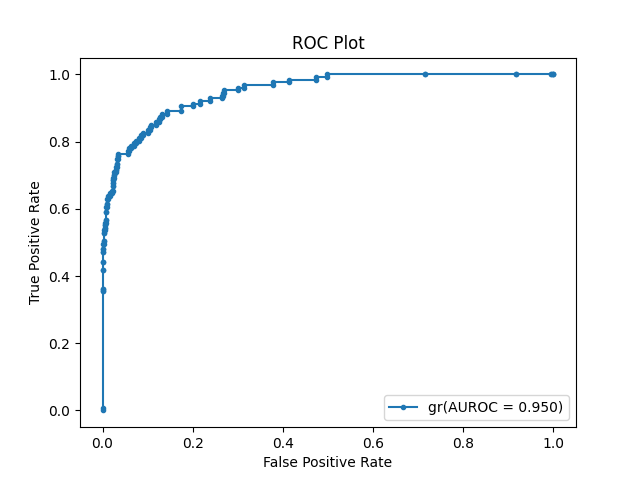 ROC Plot
True Positive Rate
1.0
0.8
0.6
0.4
0.2
0.0
gr(AUROC = 0.950)
0.0 0.2 0.4 0.6 0.8 1.0
False Positive Rate